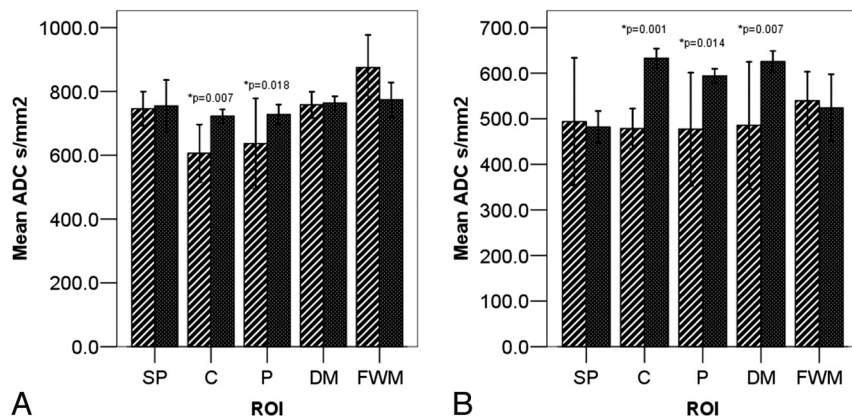 1000.0
800.0
600.0
400.0
200.0
0.0
Mean ADC s/mm2
*p=0.007
*p=0.018
SP C P DM FWM
ROI
A
700.0
600.0
500.0
400.0
300.0
200.0
100.0
0.0
Mean ADC s/mm2
*p=0.001
*p=0.014
*p=0.007
SP C P DM FWM
ROI
B